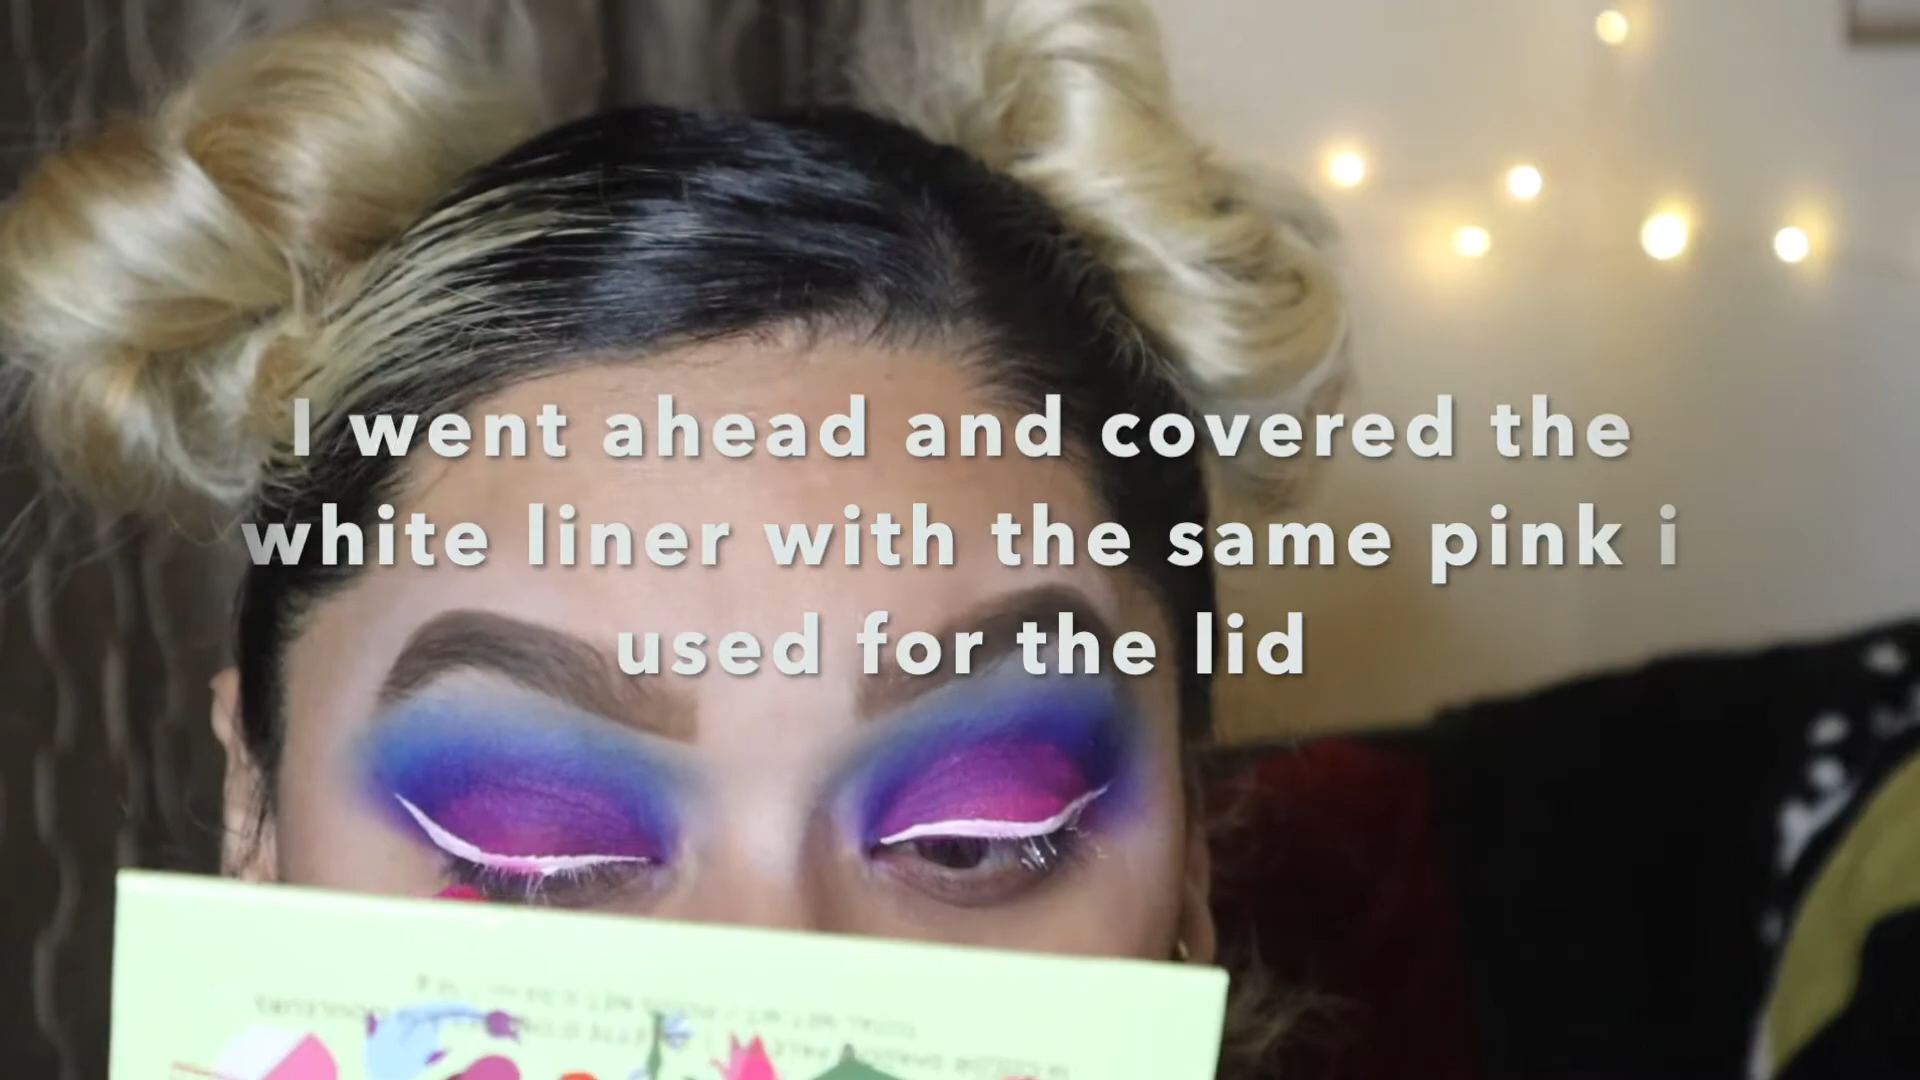 I went ahead and covered the
white liner with the same pink i
used for the lid